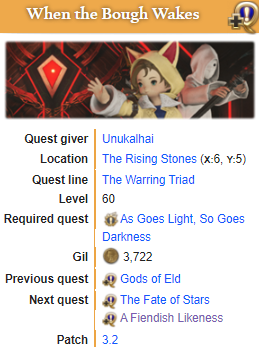 When the Bough Wakes
Quest giver Unukalhai
Location The Rising Stones (X:6, Y:5)
Quest line The Warring Triad
Level 60
Required quest As Goes Light, So Goes
Darkness
Gil 3,722
Previous quest Gods of Eld
Next quest The Fate of Stars
A Fiendish Likeness
Patch 3.2